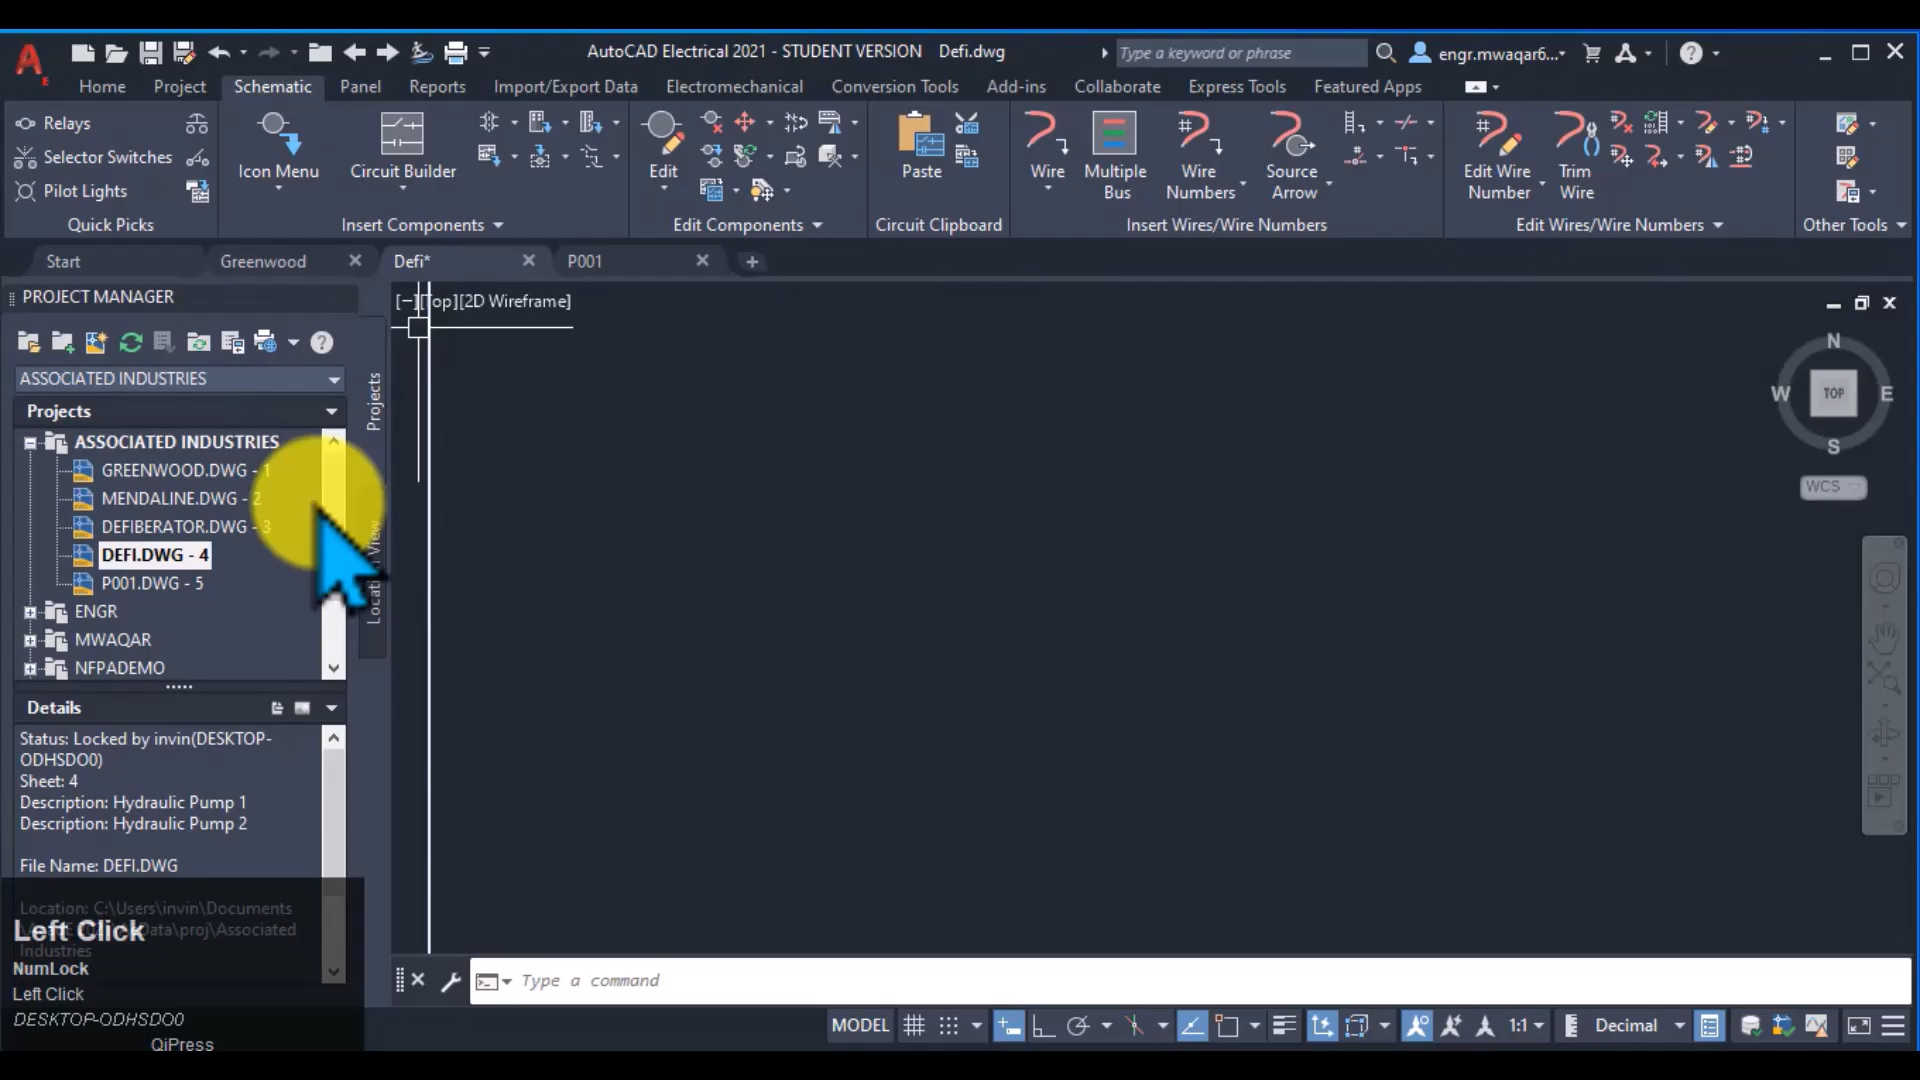 AutoCAD Electrical 2021 - STUDENT VERSION Defi.dwg
Type a keyword or phrase
engr.mwaqar6...
Home Project Schematic Panel Reports Import/Export Data Electromechanical Conversion Tools Add-ins Collaborate Express Tools Featured Apps
Relays
Selector Switches
Pilot Lights
Quick Picks
Icon Menu
Circuit Builder
Insert Components
Edit
Edit Components
Paste
Circuit Clipboard
Wire
Multiple
Bus
Wire
Numbers
Source
Arrow
Insert Wires/Wire Numbers
Edit Wire
Number
Trim
Wire
Edit Wires/Wire Numbers
Other Tools
Start
Greenwood
Defi*
P001
PROJECT MANAGER
ASSOCIATED INDUSTRIES
Projects
ASSOCIATED INDUSTRIES
GREENWOOD.DWG - 1
MENDALINE.DWG - 2
DEFIBERATOR.DWG - 3
DEFI.DWG - 4
P001.DWG - 5
ENGR
MWAQAR
NFPADEMO
Projects
Location View
Details
Status: Locked by invin(DESKTOP-
ODHSDO0)
Sheet: 4
Description: Hydraulic Pump 1
Description: Hydraulic Pump 2
File Name: DEFI.DWG
Location: C:\Users\invin\Documents
Data\proj\Associated
Industries
Left Click
NumLock
Left Click
DESKTOP-ODHSDO0
QiPress
[−][Top][2D Wireframe]
N
W
TOP
E
S
WCS
Type a command
MODEL
1:1
Decimal